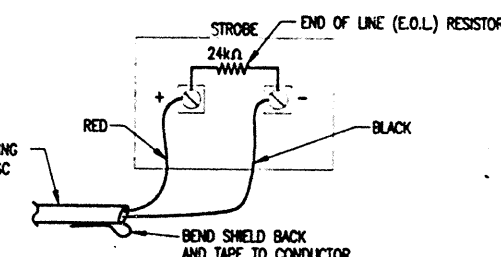 STROBE
END OF LINE (E.O.L.) RESISTOR
24kΩ
+
-
RED
BLACK
BEND SHIELD BACK
AND TAPE TO CONDUCTOR